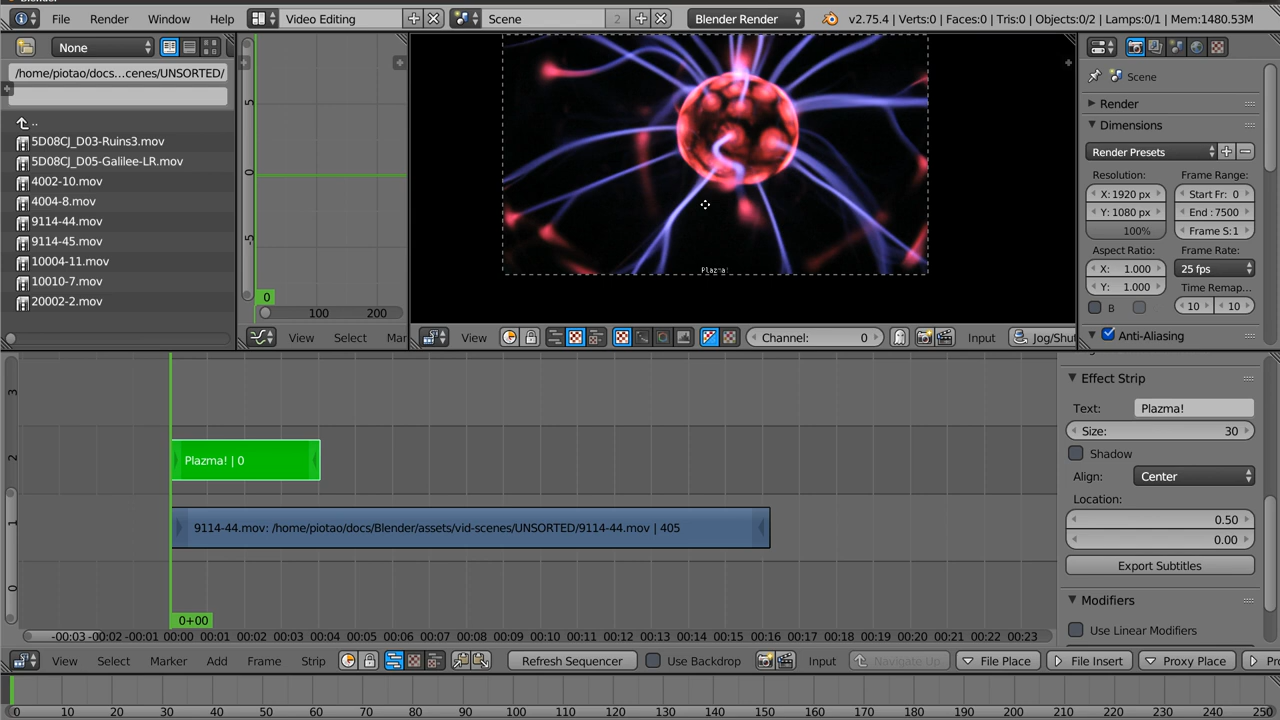 File Render Window Help Video Editing Scene 2 Blender Render v2.75.4 | Verts:0 | Faces:0 | Tris:0 | Objects:0/2 | Lamps:0/1 | Mem:1480.53M
None
/home/piotao/docs...cenes/UNSORTED/
..
5D08CJ_D03-Ruins3.mov
5D08CJ_D05-Galilee-LR.mov
4002-10.mov
4004-8.mov
9114-44.mov
9114-45.mov
10004-11.mov
10010-7.mov
20002-2.mov
5
0
-5
0
100 200
View Select Mar
Plazma!
View Channel: 0 Input Jog/Shut
Scene
Render
Dimensions
Render Presets
Resolution: Frame Range:
X: 1920 px Start Fr: 0
Y: 1080 px End : 7500
100% Frame S:1
Aspect Ratio: Frame Rate:
X: 1.000 25 fps
Y: 1.000 Time Remap...
B 10 10
Anti-Aliasing
3
2
1
0
Plazma! | 0
9114-44.mov: /home/piotao/docs/Blender/assets/vid-scenes/UNSORTED/9114-44.mov | 405
0+00
-00:03 -00:02 -00:01 00:00 00:01 00:02 00:03 00:04 00:05 00:06 00:07 00:08 00:09 00:10 00:11 00:12 00:13 00:14 00:15 00:16 00:17 00:18 00:19 00:20 00:21 00:22 00:23
Effect Strip
Text: Plazma!
Size: 30
Shadow
Align: Center
Location:
0.50
0.00
Export Subtitles
Modifiers
Use Linear Modifiers
View Select Marker Add Frame Strip Refresh Sequencer Use Backdrop Input Navigate Up File Place File Insert Proxy Place Pro
0 10 20 30 40 50 60 70 80 90 100 110 120 130 140 150 160 170 180 190 200 210 220 230 240 250